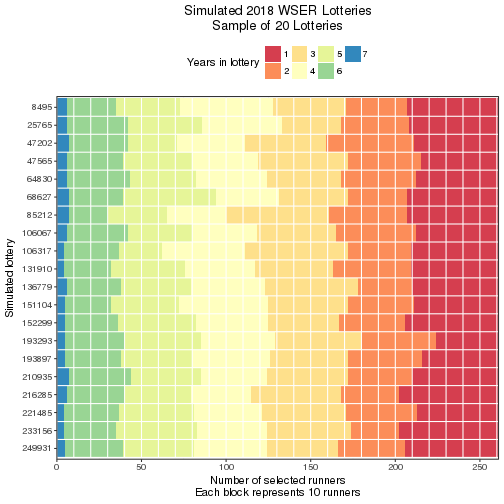 Simulated 2018 WSER Lotteries
Sample of 20 Lotteries
Years in lottery
1 3 5 7
2 4 6
Simulated lottery
8495
25765
47202
47565
64830
68627
85212
106067
106317
131910
136779
151104
152299
193293
193897
210935
216285
221485
233156
249931
0 50 100 150 200 250
Number of selected runners
Each block represents 10 runners